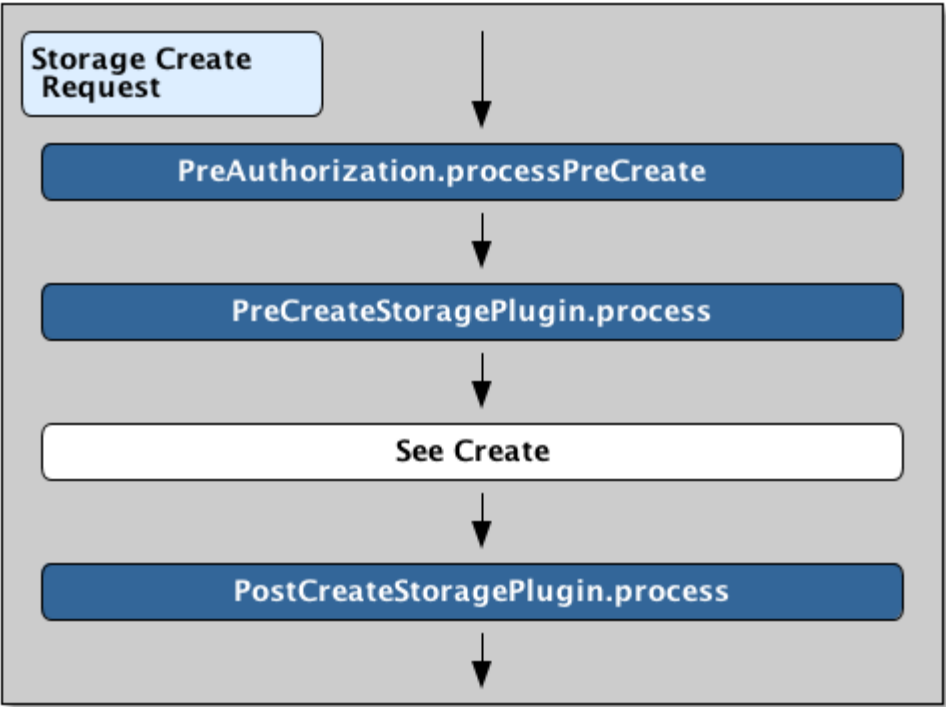 Storage Create
Request
PreAuthorization.processPreCreate
PreCreateStoragePlugin.process
See Create
PostCreateStoragePlugin.process